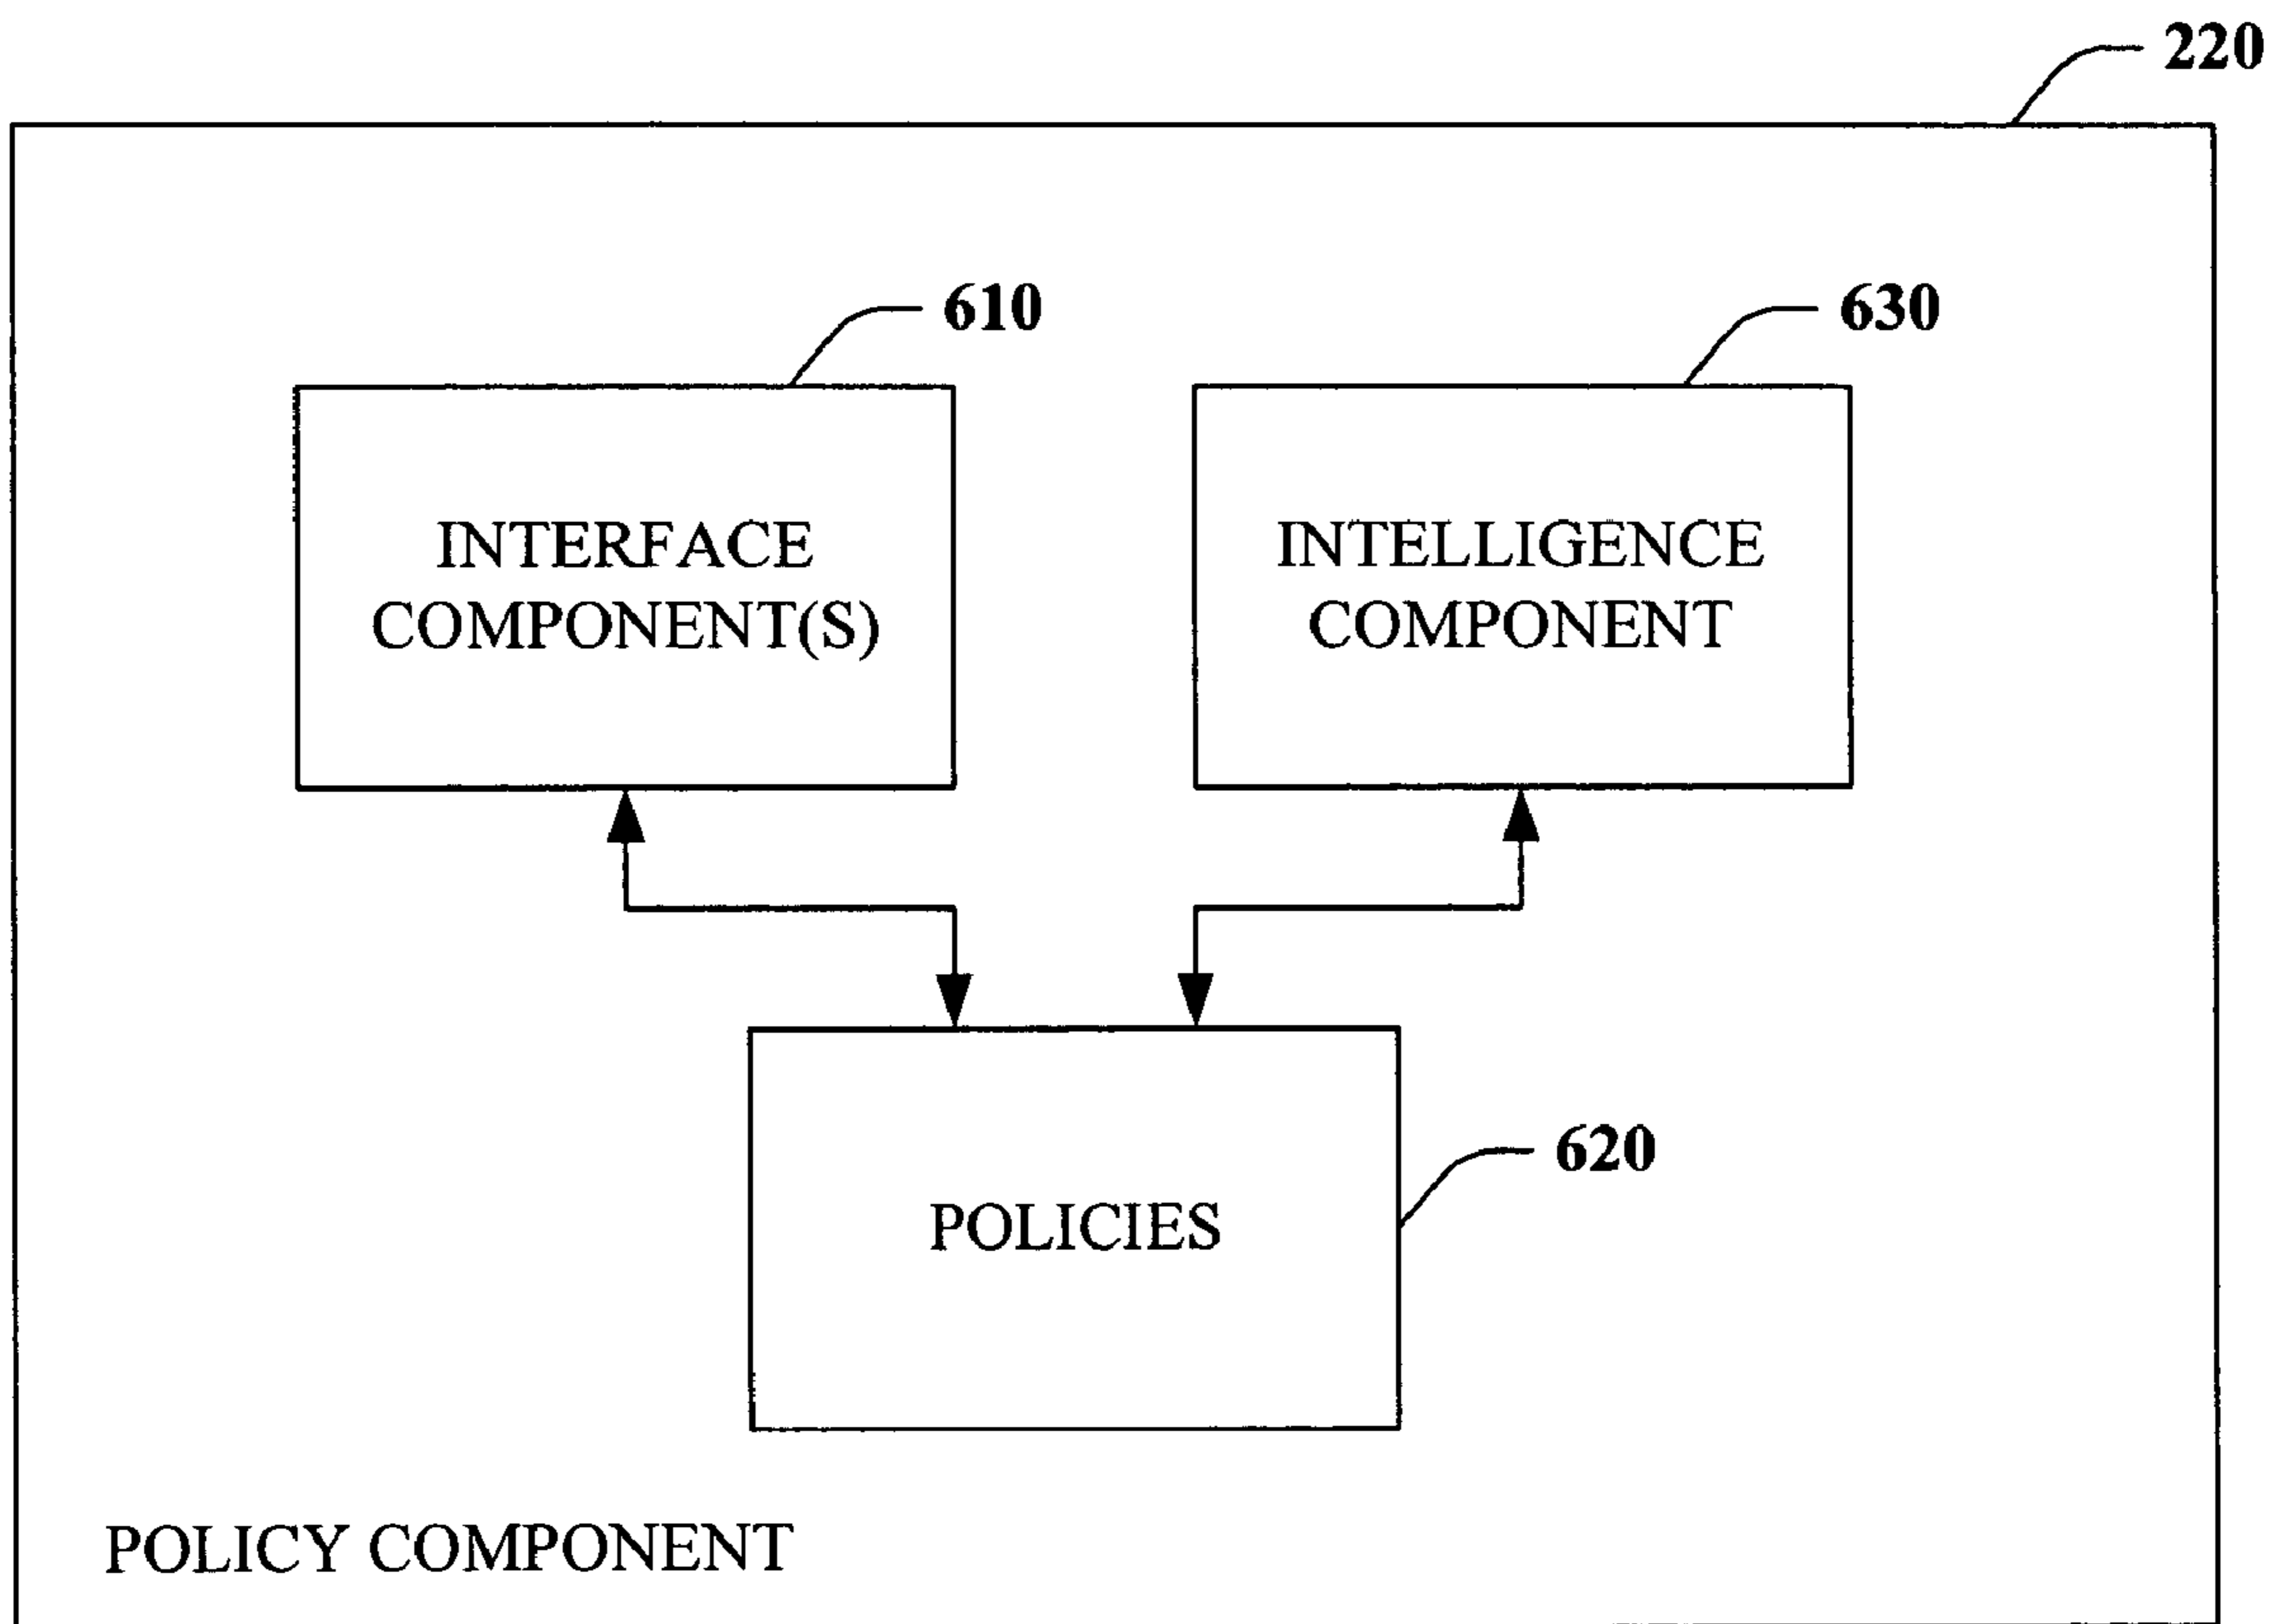 220
610
630
INTERFACE
COMPONENT(S)
INTELLIGENCE
COMPONENT
620
POLICIES
POLICY COMPONENT